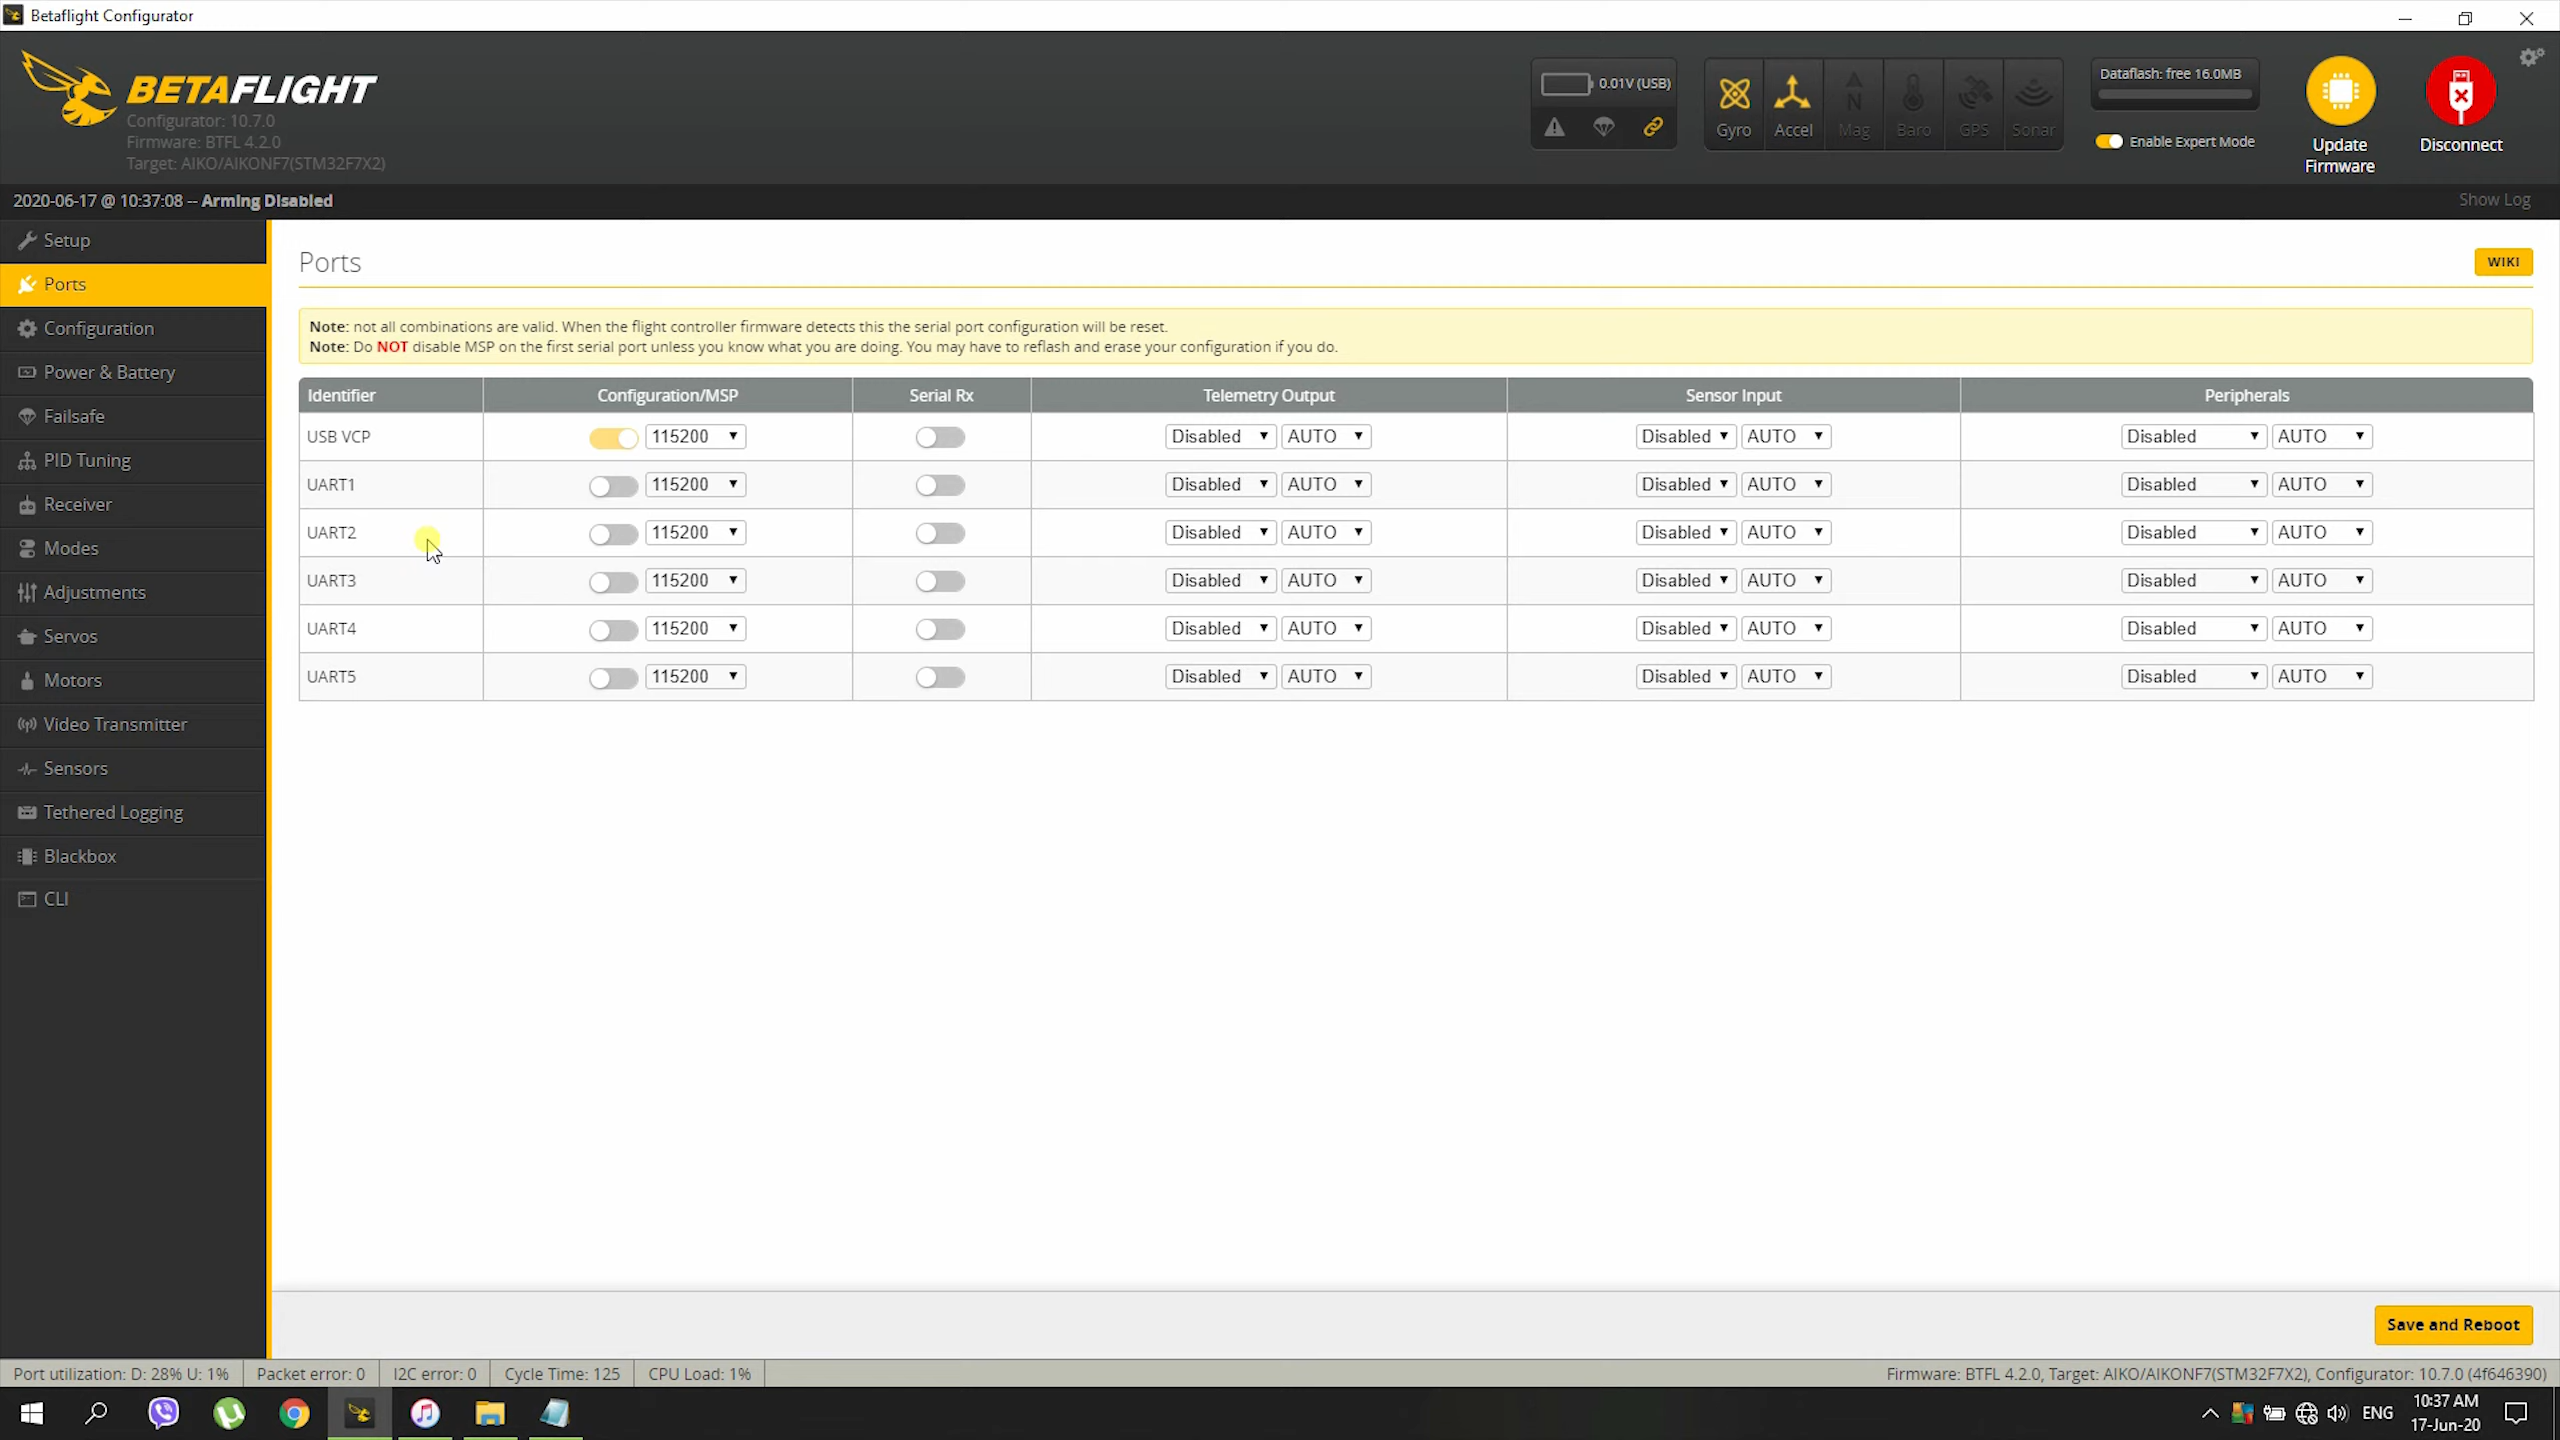 Betaflight Configurator
BETAFLIGHT
Configurator: 10.7.0
Firmware: BTFL 4.2.0
Target: AIKO/AIKONF7(STM32F7X2)
0.01V (USB)
Gyro Accel Mag Baro GPS Sonar
Dataflash: free 16.0MB
Enable Expert Mode
Update
Firmware
Disconnect
2020-06-17 @ 10:37:08 -- Arming Disabled
Show Log
Setup
Ports
Configuration
Power & Battery
Failsafe
PID Tuning
Receiver
Modes
Adjustments
Servos
Motors
Video Transmitter
Sensors
Tethered Logging
Blackbox
CLI
Ports
WIKI
Note: not all combinations are valid. When the flight controller firmware detects this the serial port configuration will be reset.
Note: Do NOT disable MSP on the first serial port unless you know what you are doing. You may have to reflash and erase your configuration if you do.
Identifier Configuration/MSP Serial Rx Telemetry Output Sensor Input Peripherals
USB VCP 115200 Disabled AUTO Disabled AUTO Disabled AUTO
UART1 115200 Disabled AUTO Disabled AUTO Disabled AUTO
UART2 115200 Disabled AUTO Disabled AUTO Disabled AUTO
UART3 115200 Disabled AUTO Disabled AUTO Disabled AUTO
UART4 115200 Disabled AUTO Disabled AUTO Disabled AUTO
UART5 115200 Disabled AUTO Disabled AUTO Disabled AUTO
Save and Reboot
Port utilization: D: 28% U: 1% Packet error: 0 I2C error: 0 Cycle Time: 125 CPU Load: 1%
Firmware: BTFL 4.2.0, Target: AIKO/AIKONF7(STM32F7X2), Configurator: 10.7.0 (4f646390)
ENG
10:37 AM
17-Jun-20